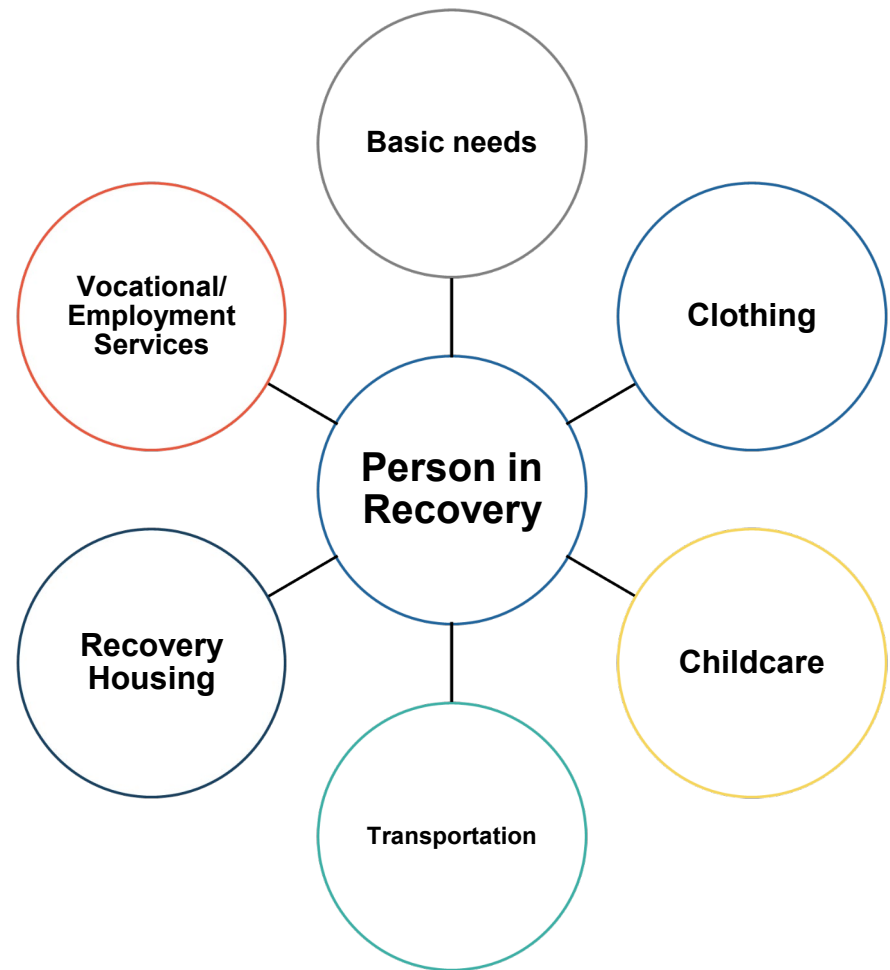 Basic needs
Vocational/
Employment
Services
Clothing
Person in
Recovery
Recovery
Housing
Childcare
Transportation